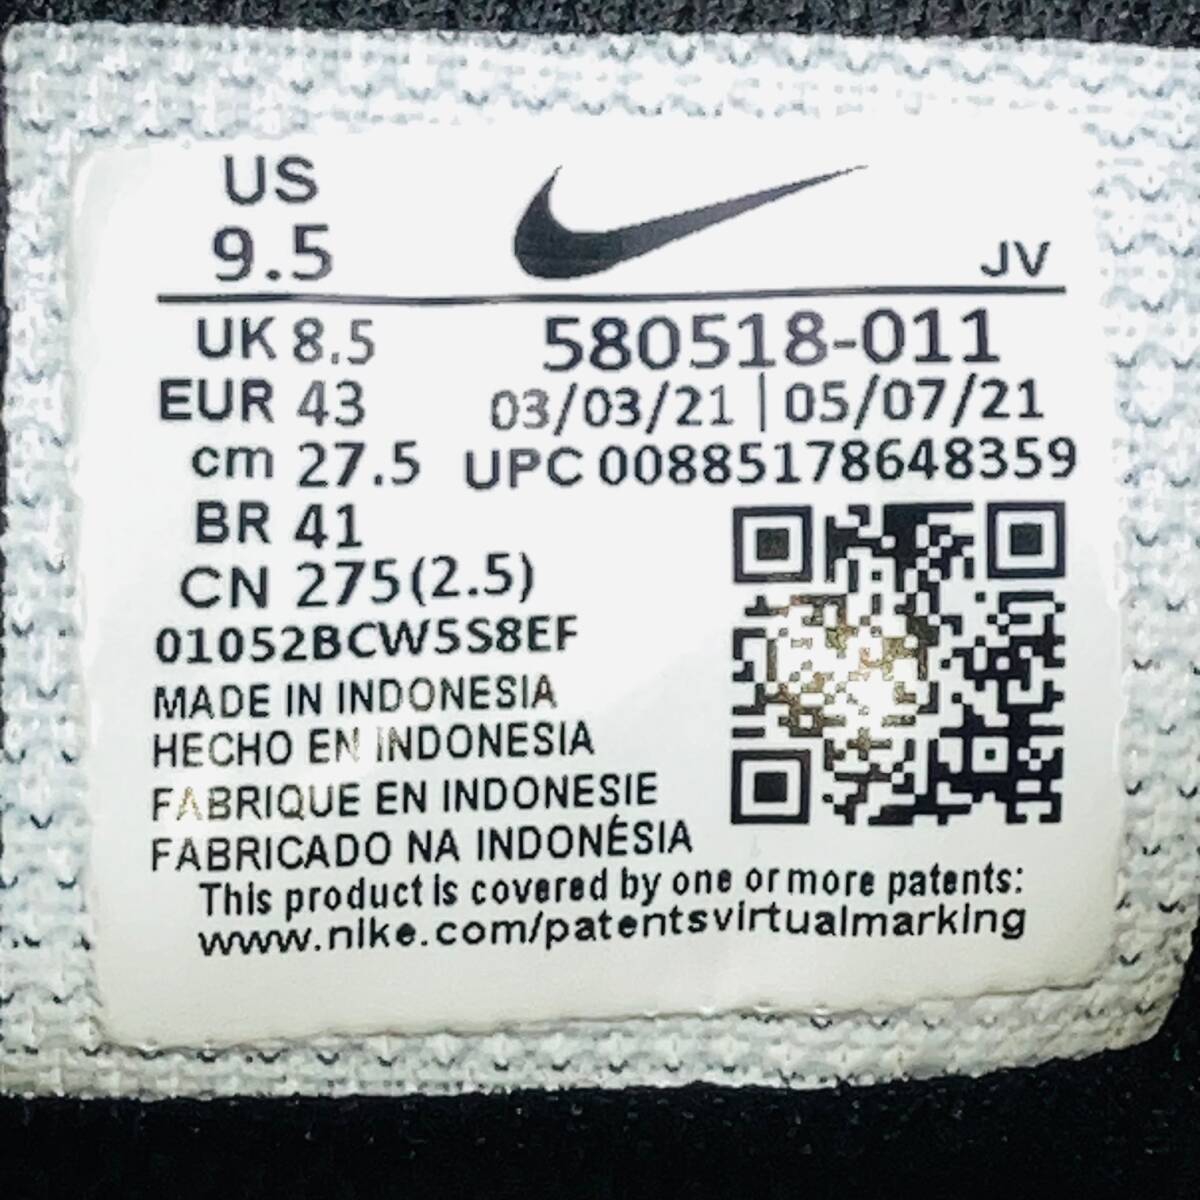 US
9.5
JV
UK 8.5
580518-011
EUR 43
03/03/21 | 05/07/21
cm 27.5
UPC 00885178648359
BR 41
CN 275(2.5)
01052BCW5S8EF
MADE IN INDONESIA
HECHO EN INDONESIA
FABRIQUE EN INDONESIE
FABRICADO NA INDONÉSIA
This product is covered by one or more patents:
www.nike.com/patentsvirtualmarking